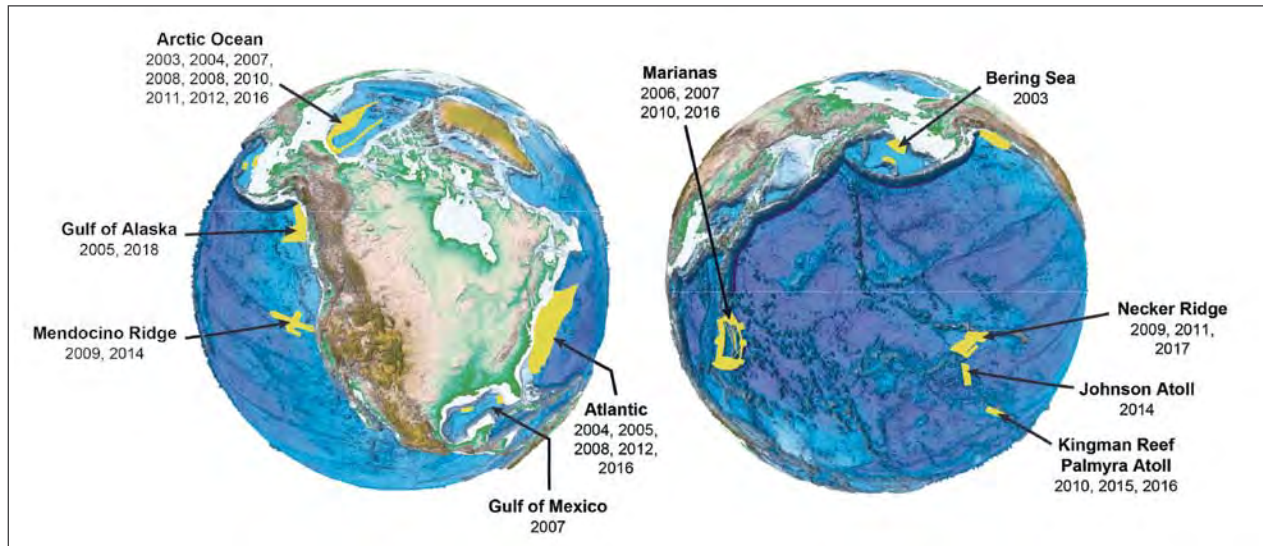 Arctic Ocean
2003, 2004, 2007,
2008, 2008, 2010,
2011, 2012, 2016
Gulf of Alaska
2005, 2018
Mendocino Ridge
2009, 2014
Atlantic
2004, 2005,
2008, 2012,
2016
Gulf of Mexico
2007
Marianas
2006, 2007
2010, 2016
Bering Sea
2003
Necker Ridge
2009, 2011,
2017
Johnson Atoll
2014
Kingman Reef
Palmyra Atoll
2010, 2015, 2016